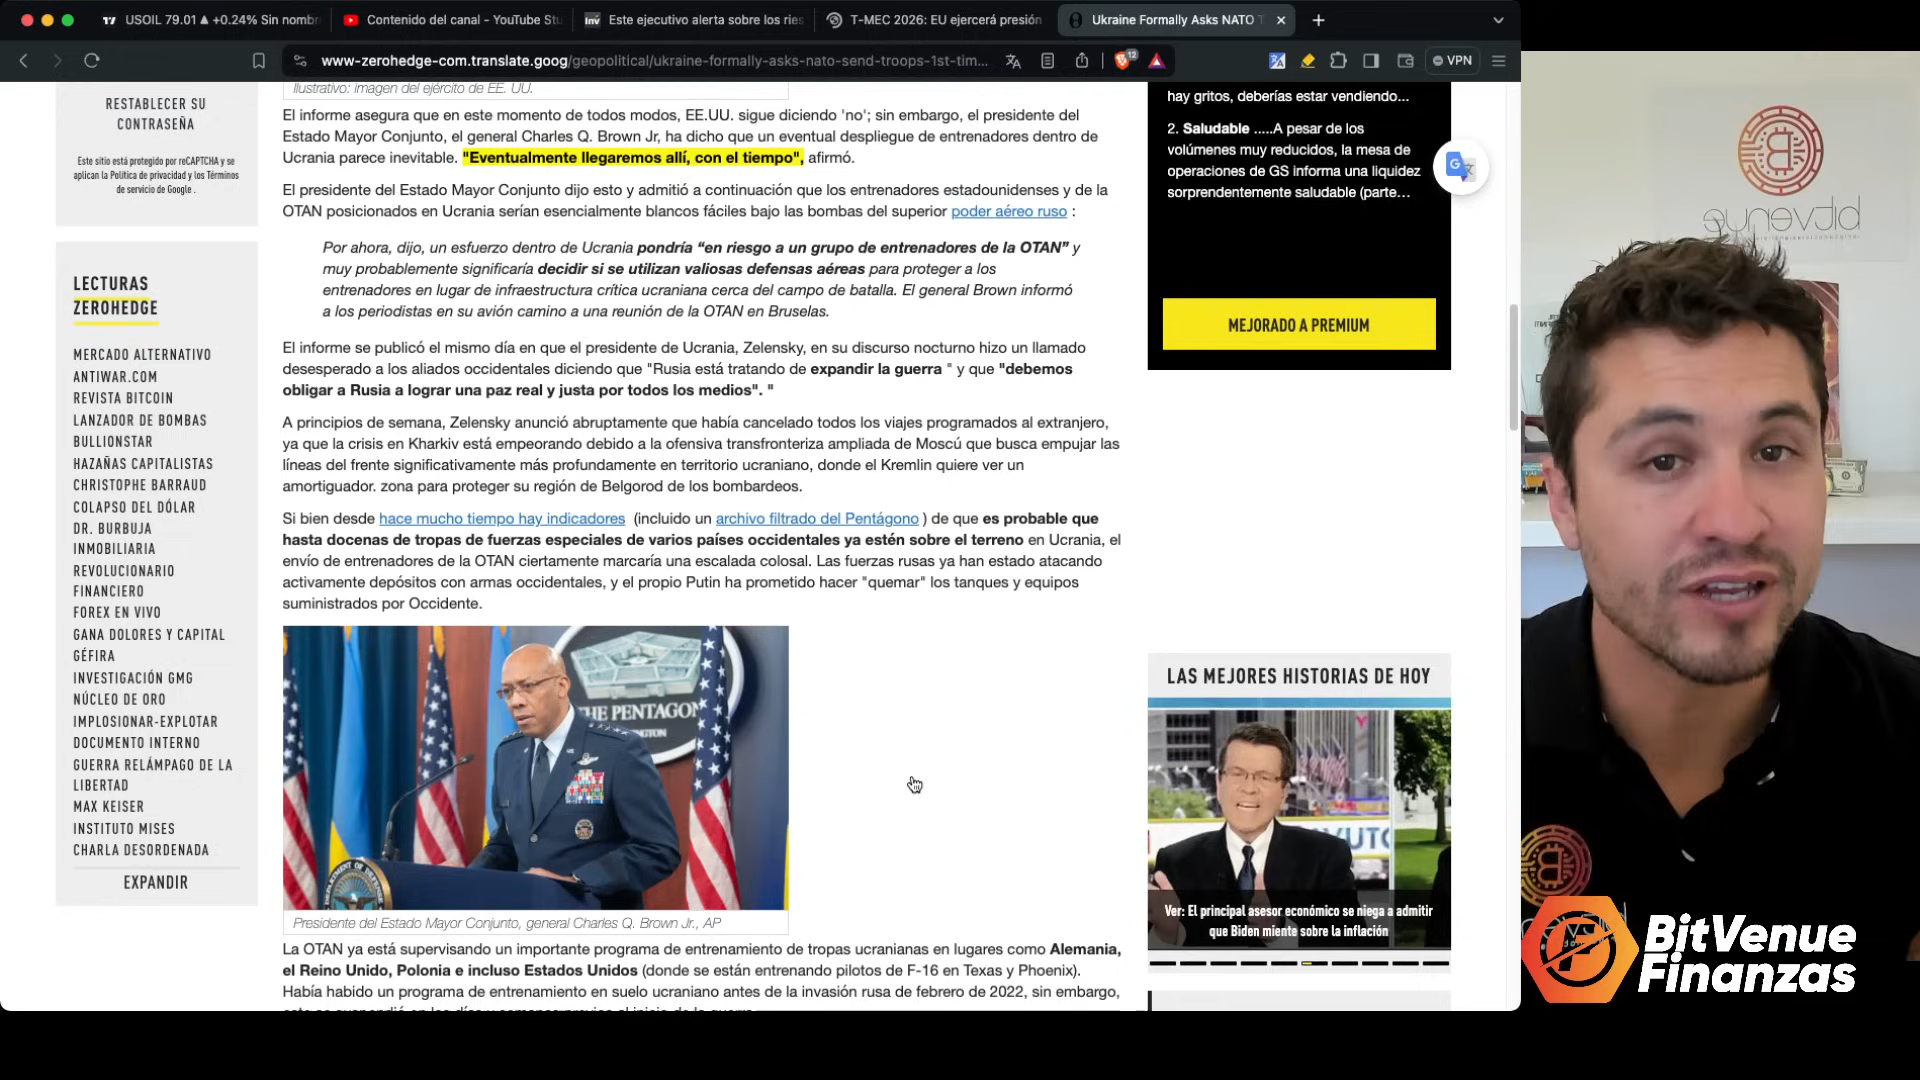 USOIL 79.01 ▲ +0.24% Sin nombr
Contenido del canal - YouTube Stu
Este ejecutivo alerta sobre los ries
T-MEC 2026: EU ejercerá presión
Ukraine Formally Asks NATO T
www-zerohedge-com.translate.goog/geopolitical/ukraine-formally-asks-nato-send-troops-1st-tim...
12
VPN
RESTABLECER SU
CONTRASEÑA
Este sitio está protegido por reCAPTCHA y se
aplican la Política de privacidad y los Términos
de servicio de Google .
LECTURAS
ZEROHEDGE
MERCADO ALTERNATIVO
ANTIWAR.COM
REVISTA BITCOIN
LANZADOR DE BOMBAS
BULLIONSTAR
HAZAÑAS CAPITALISTAS
CHRISTOPHE BARRAUD
COLAPSO DEL DÓLAR
DR. BURBUJA
INMOBILIARIA
REVOLUCIONARIO
FINANCIERO
FOREX EN VIVO
GANA DOLORES Y CAPITAL
GÉFIRA
INVESTIGACIÓN GMG
NÚCLEO DE ORO
IMPLOSIONAR-EXPLOTAR
DOCUMENTO INTERNO
GUERRA RELÁMPAGO DE LA
LIBERTAD
MAX KEISER
INSTITUTO MISES
CHARLA DESORDENADA
EXPANDIR
Ilustrativo: imagen del ejército de EE. UU.
El informe asegura que en este momento de todos modos, EE.UU. sigue diciendo 'no'; sin embargo, el presidente del
Estado Mayor Conjunto, el general Charles Q. Brown Jr, ha dicho que un eventual despliegue de entrenadores dentro de
Ucrania parece inevitable. "Eventualmente llegaremos allí, con el tiempo", afirmó.
El presidente del Estado Mayor Conjunto dijo esto y admitió a continuación que los entrenadores estadounidenses y de la
OTAN posicionados en Ucrania serían esencialmente blancos fáciles bajo las bombas del superior poder aéreo ruso :
Por ahora, dijo, un esfuerzo dentro de Ucrania pondría “en riesgo a un grupo de entrenadores de la OTAN” y
muy probablemente significaría decidir si se utilizan valiosas defensas aéreas para proteger a los
entrenadores en lugar de infraestructura crítica ucraniana cerca del campo de batalla. El general Brown informó
a los periodistas en su avión camino a una reunión de la OTAN en Bruselas.
El informe se publicó el mismo día en que el presidente de Ucrania, Zelensky, en su discurso nocturno hizo un llamado
desesperado a los aliados occidentales diciendo que "Rusia está tratando de expandir la guerra " y que "debemos
obligar a Rusia a lograr una paz real y justa por todos los medios". "
A principios de semana, Zelensky anunció abruptamente que había cancelado todos los viajes programados al extranjero,
ya que la crisis en Kharkiv está empeorando debido a la ofensiva transfronteriza ampliada de Moscú que busca empujar las
líneas del frente significativamente más profundamente en territorio ucraniano, donde el Kremlin quiere ver un
amortiguador. zona para proteger su región de Belgorod de los bombardeos.
Si bien desde hace mucho tiempo hay indicadores (incluido un archivo filtrado del Pentágono ) de que es probable que
hasta docenas de tropas de fuerzas especiales de varios países occidentales ya estén sobre el terreno en Ucrania, el
envío de entrenadores de la OTAN ciertamente marcaría una escalada colosal. Las fuerzas rusas ya han estado atacando
activamente depósitos con armas occidentales, y el propio Putin ha prometido hacer "quemar" los tanques y equipos
suministrados por Occidente.
THE PENTAGON
Presidente del Estado Mayor Conjunto, general Charles Q. Brown Jr., AP
La OTAN ya está supervisando un importante programa de entrenamiento de tropas ucranianas en lugares como Alemania,
el Reino Unido, Polonia e incluso Estados Unidos (donde se están entrenando pilotos de F-16 en Texas y Phoenix).
Había habido un programa de entrenamiento en suelo ucraniano antes de la invasión rusa de febrero de 2022, sin embargo,
hay gritos, deberías estar vendiendo...
2. Saludable .....A pesar de los
volúmenes muy reducidos, la mesa de
operaciones de GS informa una liquidez
sorprendentemente saludable (parte...
MEJORADO A PREMIUM
LAS MEJORES HISTORIAS DE HOY
Ver: El principal asesor económico se niega a admitir
que Biden miente sobre la inflación
bitvenue
BitVenue
Finanzas